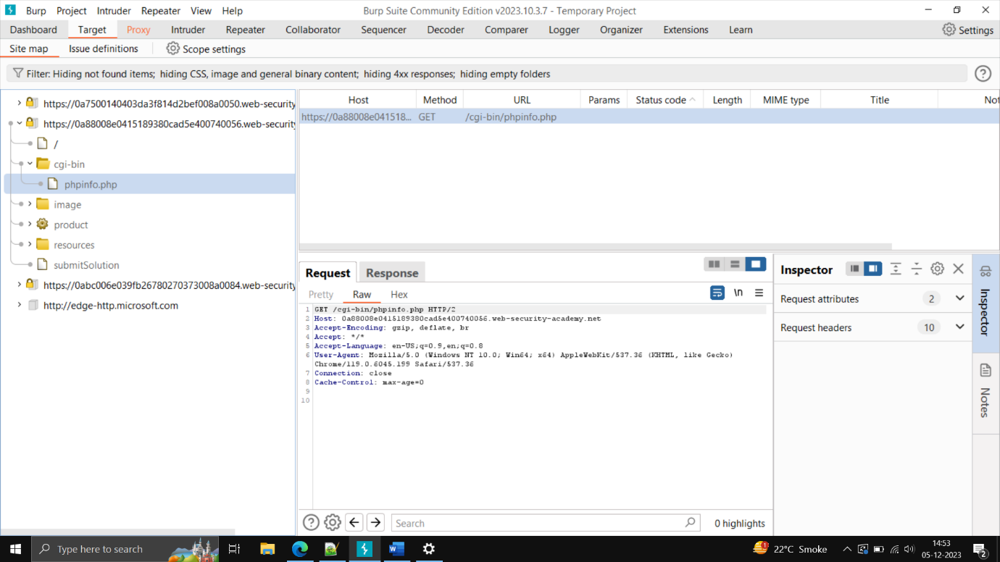 Burp Project Intruder Repeater View Help Burp Suite Community Edition v2023.10.3.7 - Temporary Project
Dashboard Target Proxy Intruder Repeater Collaborator Sequencer Decoder Comparer Logger Organizer Extensions Learn Settings
Site map Issue definitions Scope settings
Filter: Hiding not found items; hiding CSS, image and general binary content; hiding 4xx responses; hiding empty folders
https://0a7500140403da3f814d2bef008a0050.web-security
https://0a88008e0415189380cad5e400740056.web-security
/
cgi-bin
phpinfo.php
image
product
resources
submitSolution
https://0abc006e039fb26780270373008a0084.web-security
http://edge-http.microsoft.com
Host Method URL Params Status code Length MIME type Title Not
https://0a88008e041518... GET /cgi-bin/phpinfo.php
Request Response
Pretty Raw Hex \n
1 GET /cgi-bin/phpinfo.php HTTP/2
2 Host: 0a88008e0415189380cad5e400740056.web-security-academy.net
3 Accept-Encoding: gzip, deflate, br
4 Accept: */*
5 Accept-Language: en-US;q=0.9,en;q=0.8
6 User-Agent: Mozilla/5.0 (Windows NT 10.0; Win64; x64) AppleWebKit/537.36 (KHTML, like Gecko)
Chrome/119.0.6045.199 Safari/537.36
7 Connection: close
8 Cache-Control: max-age=0
9
10
Search 0 highlights
Inspector
Request attributes 2
Request headers 10
Inspector
Notes
Type here to search
1 22°C Smoke
14:53
05-12-2023
2